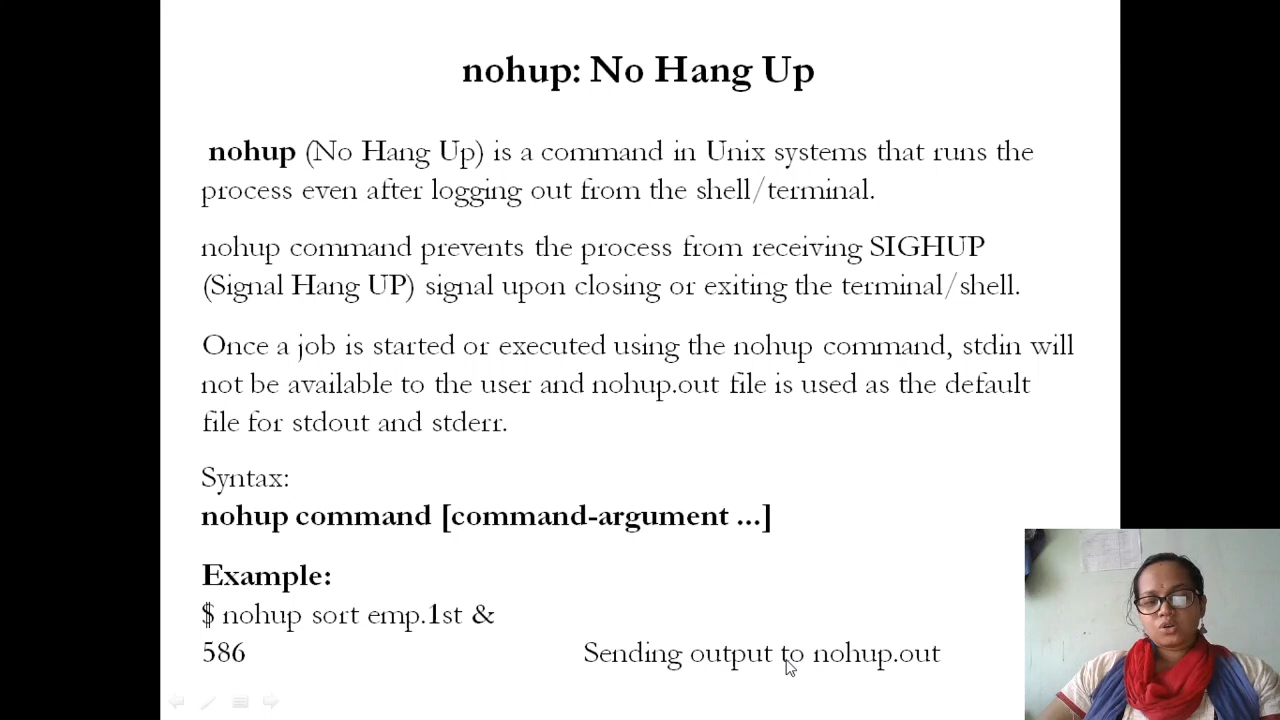 nohup: No Hang Up
nohup (No Hang Up) is a command in Unix systems that runs the
process even after logging out from the shell/terminal.
nohup command prevents the process from receiving SIGHUP
(Signal Hang UP) signal upon closing or exiting the terminal/shell.
Once a job is started or executed using the nohup command, stdin will
not be available to the user and nohup.out file is used as the default
file for stdout and stderr.
Syntax:
nohup command [command-argument ...]
Example:
$ nohup sort emp.1st &
586 Sending output to nohup.out